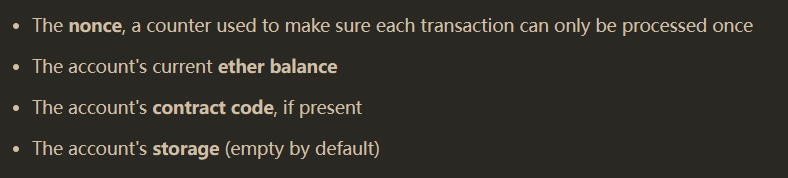 • The nonce, a counter used to make sure each transaction can only be processed once
• The account's current ether balance
• The account's contract code, if present
• The account's storage (empty by default)